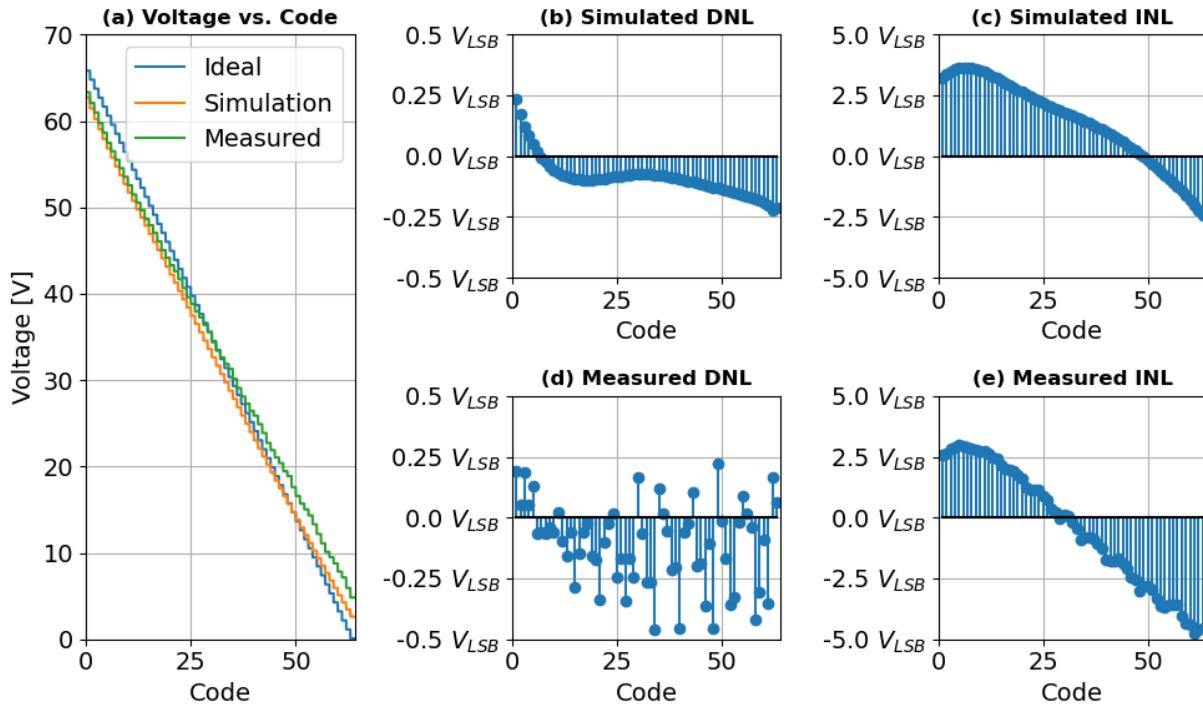 (a) Voltage vs. Code
70
60
50
40
30
20
10
0
Voltage [V]
0 25 50
Code
Ideal
Simulation
Measured
(b) Simulated DNL
0.5 V_LSB
0.25 V_LSB
0.0 V_LSB
-0.25 V_LSB
-0.5 V_LSB
0 25 50
Code
(c) Simulated INL
5.0 V_LSB
2.5 V_LSB
0.0 V_LSB
-2.5 V_LSB
-5.0 V_LSB
0 25 50
Code
(d) Measured DNL
0.5 V_LSB
0.25 V_LSB
0.0 V_LSB
-0.25 V_LSB
-0.5 V_LSB
0 25 50
Code
(e) Measured INL
5.0 V_LSB
2.5 V_LSB
0.0 V_LSB
-2.5 V_LSB
-5.0 V_LSB
0 25 50
Code